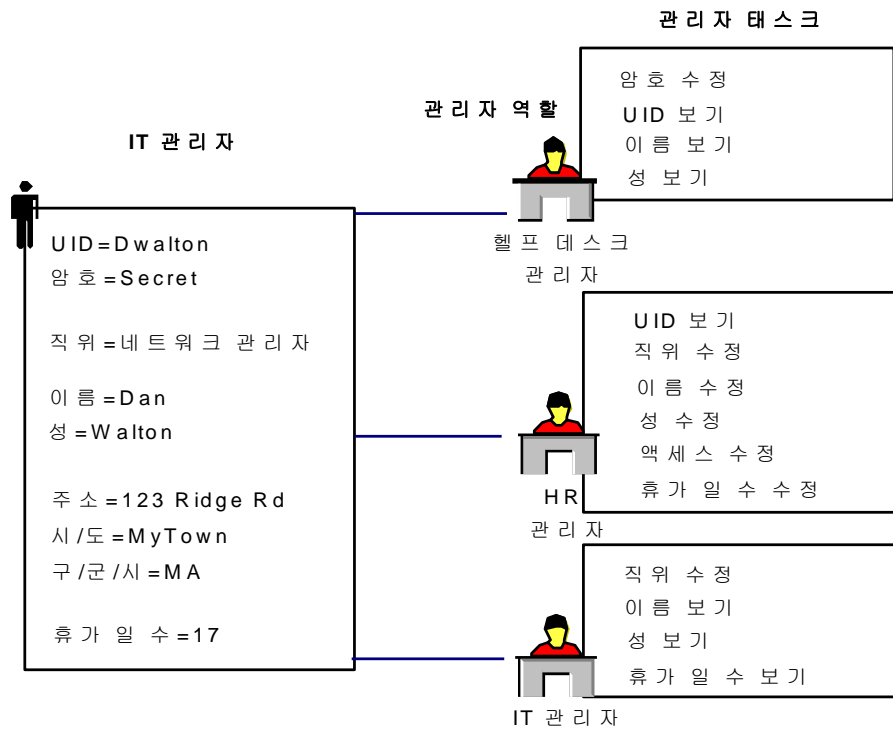 관리자 태스크
관리자 역할
IT 관리자
암호 수정
UID 보기
이름 보기
성 보기
헬프 데스크
관리자
UID=Dwalton
암호=Secret
직위=네트워크 관리자
이름=Dan
성=Walton
주소=123 Ridge Rd
시/도=MyTown
구/군/시=MA
휴가 일 수=17
UID 보기
직위 수정
이름 수정
성 수정
액세스 수정
휴가 일 수 수정
HR
관리자
직위 수정
이름 보기
성 보기
휴가 일 수 보기
IT 관리자